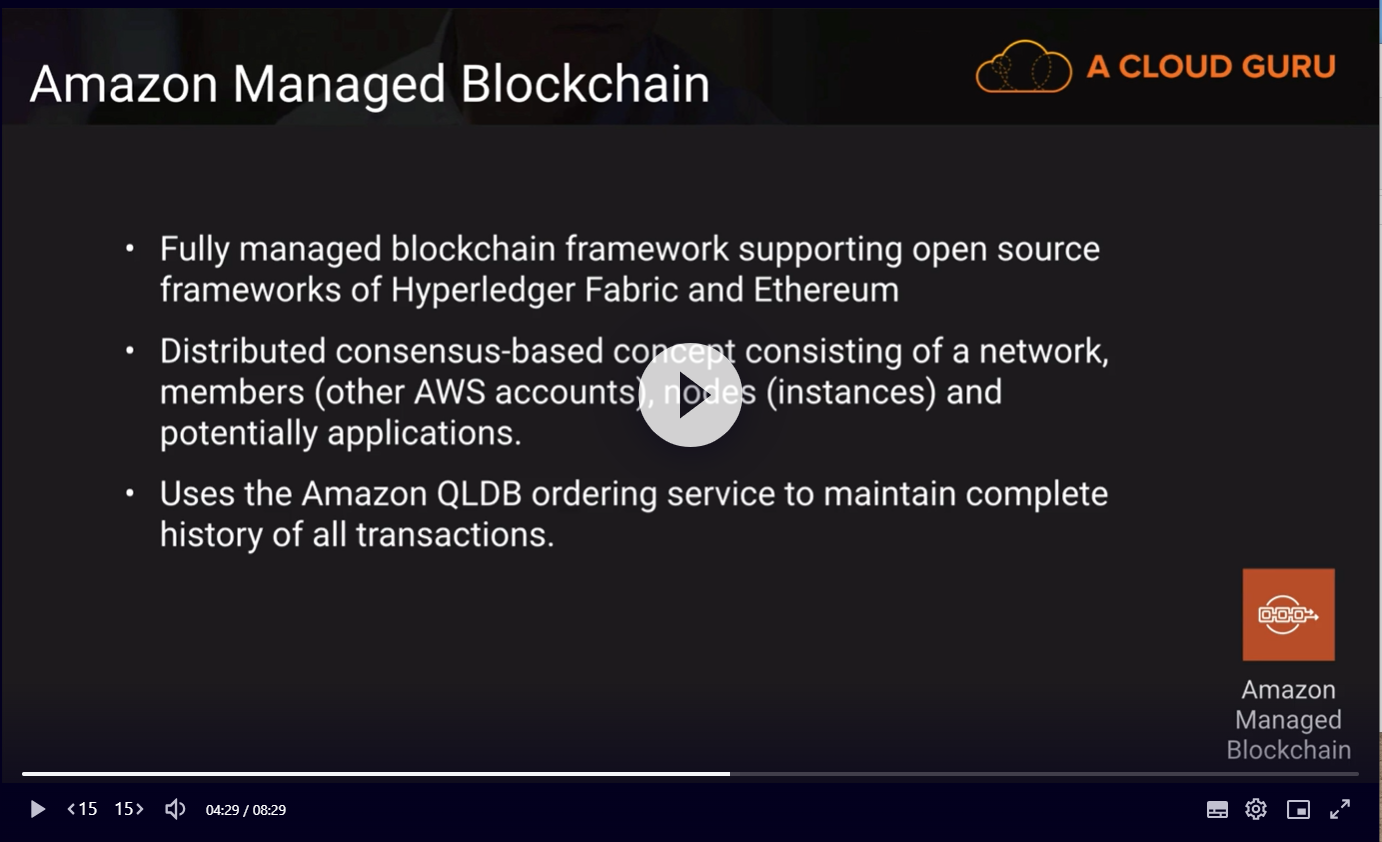 Amazon Managed Blockchain
A CLOUD GURU
• Fully managed blockchain framework supporting open source
frameworks of Hyperledger Fabric and Ethereum
• Distributed consensus-based concept consisting of a network,
members (other AWS accounts), nodes (instances) and
potentially applications.
• Uses the Amazon QLDB ordering service to maintain complete
history of all transactions.
Amazon
Managed
Blockchain
<15 15> 04:29 / 08:29